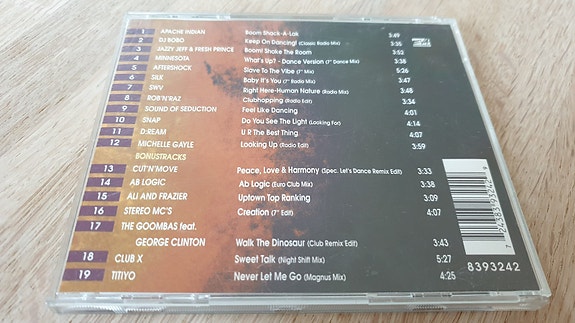 1 APACHE INDIAN Boom Shack-A-Lak 3:49
2 DJ BOBO Keep On Dancing! (Classic Radio Mix) 3:35
3 JAZZY JEFF & FRESH PRINCE Boom! Shake The Room 3:52
4 MINNESOTA What's Up? - Dance Version (7" Dance Mix) 3:38
5 AFTERSHOCK Slave To The Vibe (7" Mix) 5:26
6 SILK Baby It's You (7" Radio Mix) 3:47
7 SWV Right Here-Human Nature (Radio Mix) 3:48
8 ROB'N'RAZ Clubhopping (Radio Edit) 3:34
9 SOUND OF SEDUCTION Feel Like Dancing 4:01
10 SNAP Do You See The Light (Looking For) 4:14
11 D:REAM U R The Best Thing 4:07
12 MICHELLE GAYLE Looking Up (Radio Edit) 3:59
BONUSTRACKS
13 CUT'N'MOVE Peace, Love & Harmony (Spec. Let's Dance Remix Edit) 3:33
14 AB LOGIC Ab Logic (Euro Club Mix) 3:38
15 ALI AND FRAZIER Uptown Top Ranking 3:09
16 STEREO MC'S Creation (7" Edit) 4:07
17 THE GOOMBAS feat.
GEORGE CLINTON Walk The Dinosaur (Club Remix Edit) 3:43
18 CLUB X Sweet Talk (Night Shift Mix) 5:27
19 TITIYO Never Let Me Go (Magnus Mix) 4:25
8393242